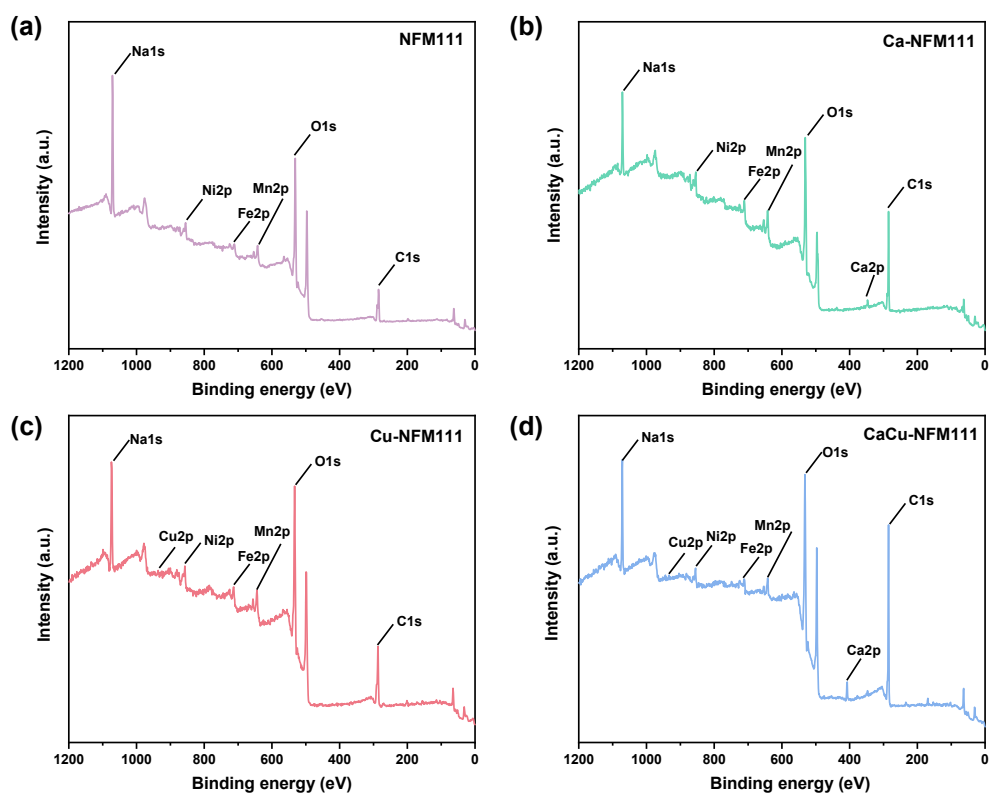 (a)
NFM111
Na1s
O1s
Ni2p
Mn2p
Fe2p
C1s
Intensity (a.u.)
1200 1000 800 600 400 200 0
Binding energy (eV)
(b)
Ca-NFM111
Na1s
O1s
Ni2p
Mn2p
Fe2p
C1s
Ca2p
Intensity (a.u.)
1200 1000 800 600 400 200 0
Binding energy (eV)
(c)
Cu-NFM111
Na1s
O1s
Mn2p
Cu2p
Ni2p
Fe2p
C1s
Intensity (a.u.)
1200 1000 800 600 400 200 0
Binding energy (eV)
(d)
CaCu-NFM111
Na1s
O1s
C1s
Mn2p
Cu2p
Ni2p
Fe2p
Ca2p
Intensity (a.u.)
1200 1000 800 600 400 200 0
Binding energy (eV)